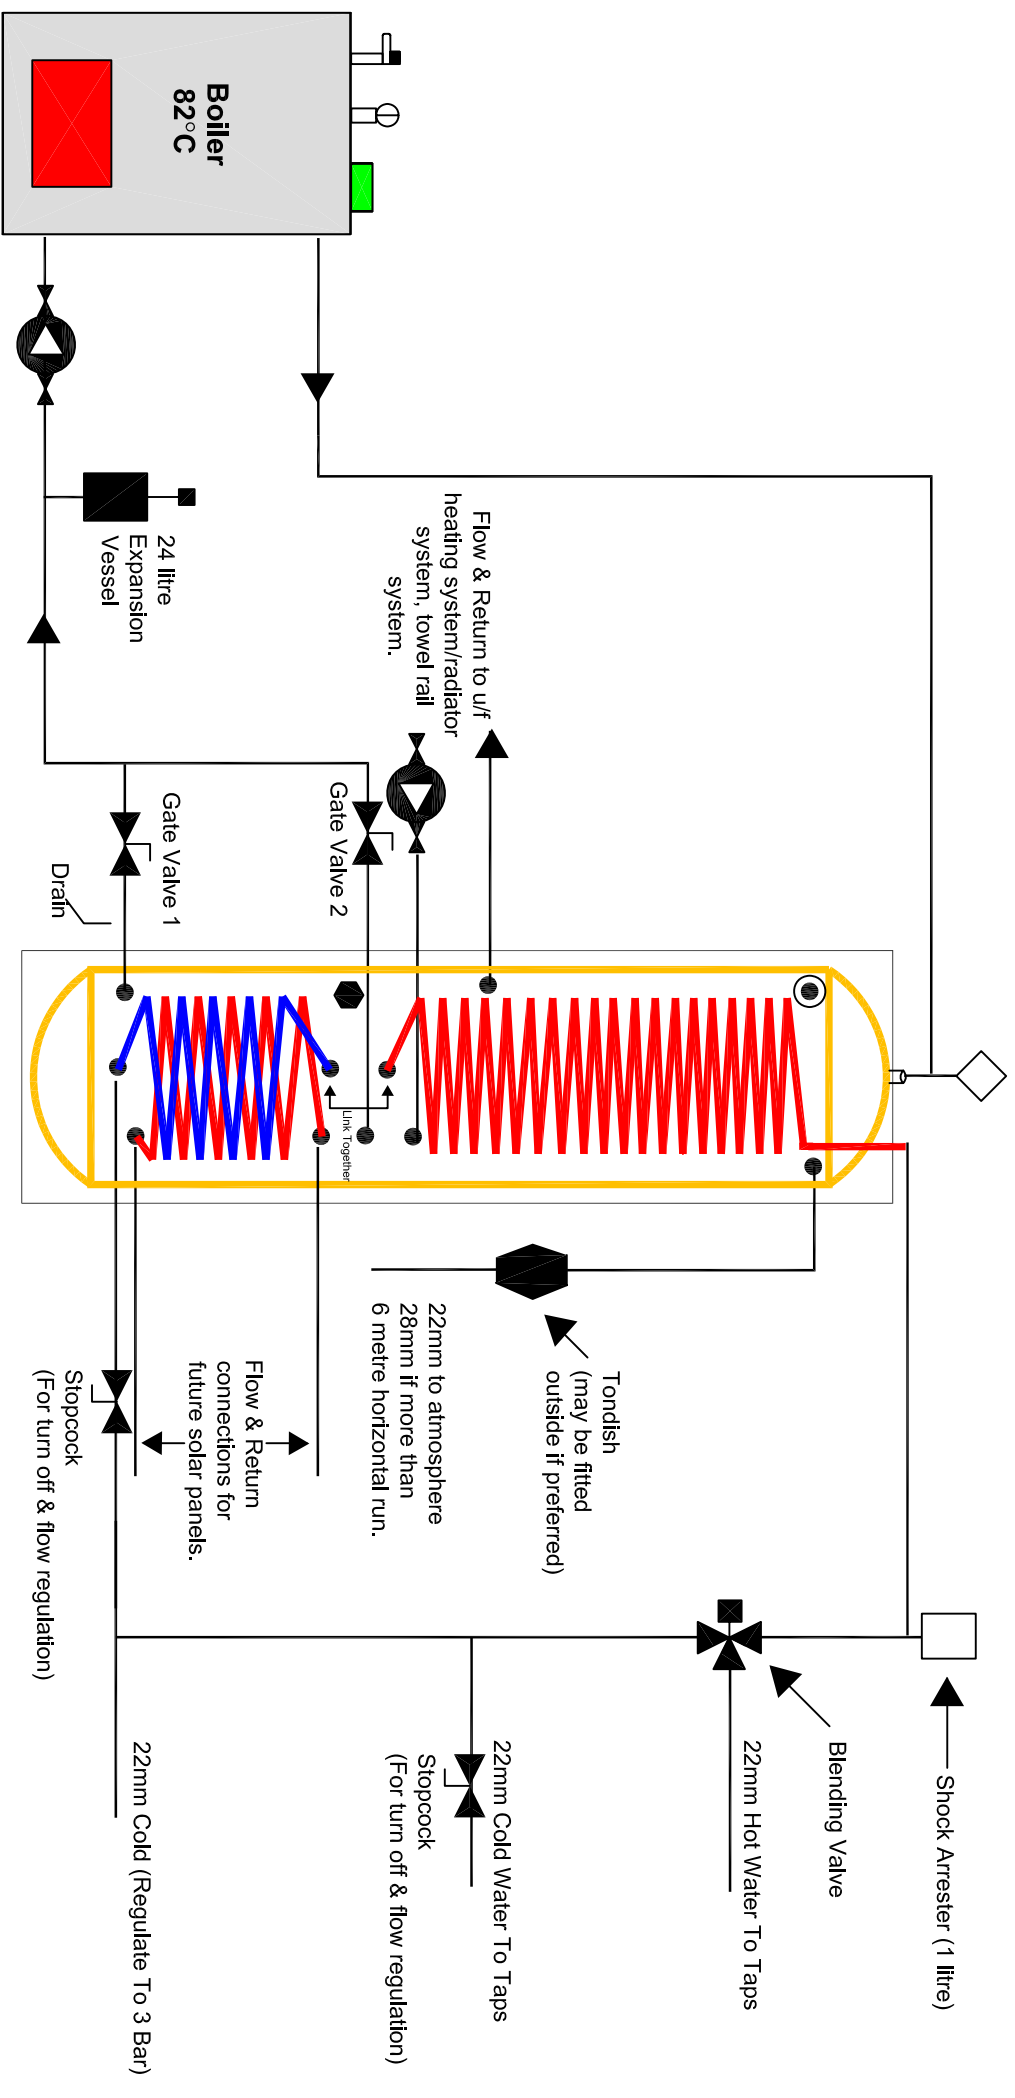 Boiler
82°C
24 litre
Expansion
Vessel
Flow & Return to u/f
heating system/radiator
system, towel rail
system.
Gate Valve 1
Gate Valve 2
Drain
LInk Together
Tondish
(may be fitted
outside if preferred)
22mm to atmosphere
28mm if more than
6 metre horizontal run.
Flow & Return
connections for
future solar panels.
Stopcock
(For turn off & flow regulation)
Shock Arrester (1 litre)
Blending Valve
22mm Hot Water To Taps
22mm Cold Water To Taps
Stopcock
(For turn off & flow regulation)
22mm Cold (Regulate To 3 Bar)